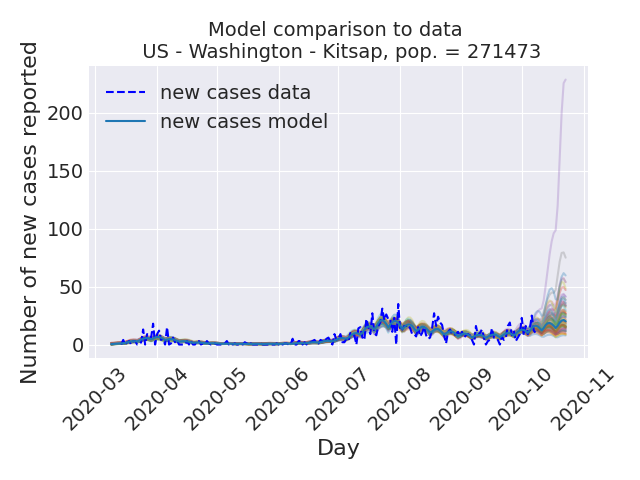 Model comparison to data
US - Washington - Kitsap, pop. = 271473
Number of new cases reported
200
150
100
50
0
new cases data
new cases model
2020-03
2020-04
2020-05
2020-06
2020-07
2020-08
2020-09
2020-10
2020-11
Day